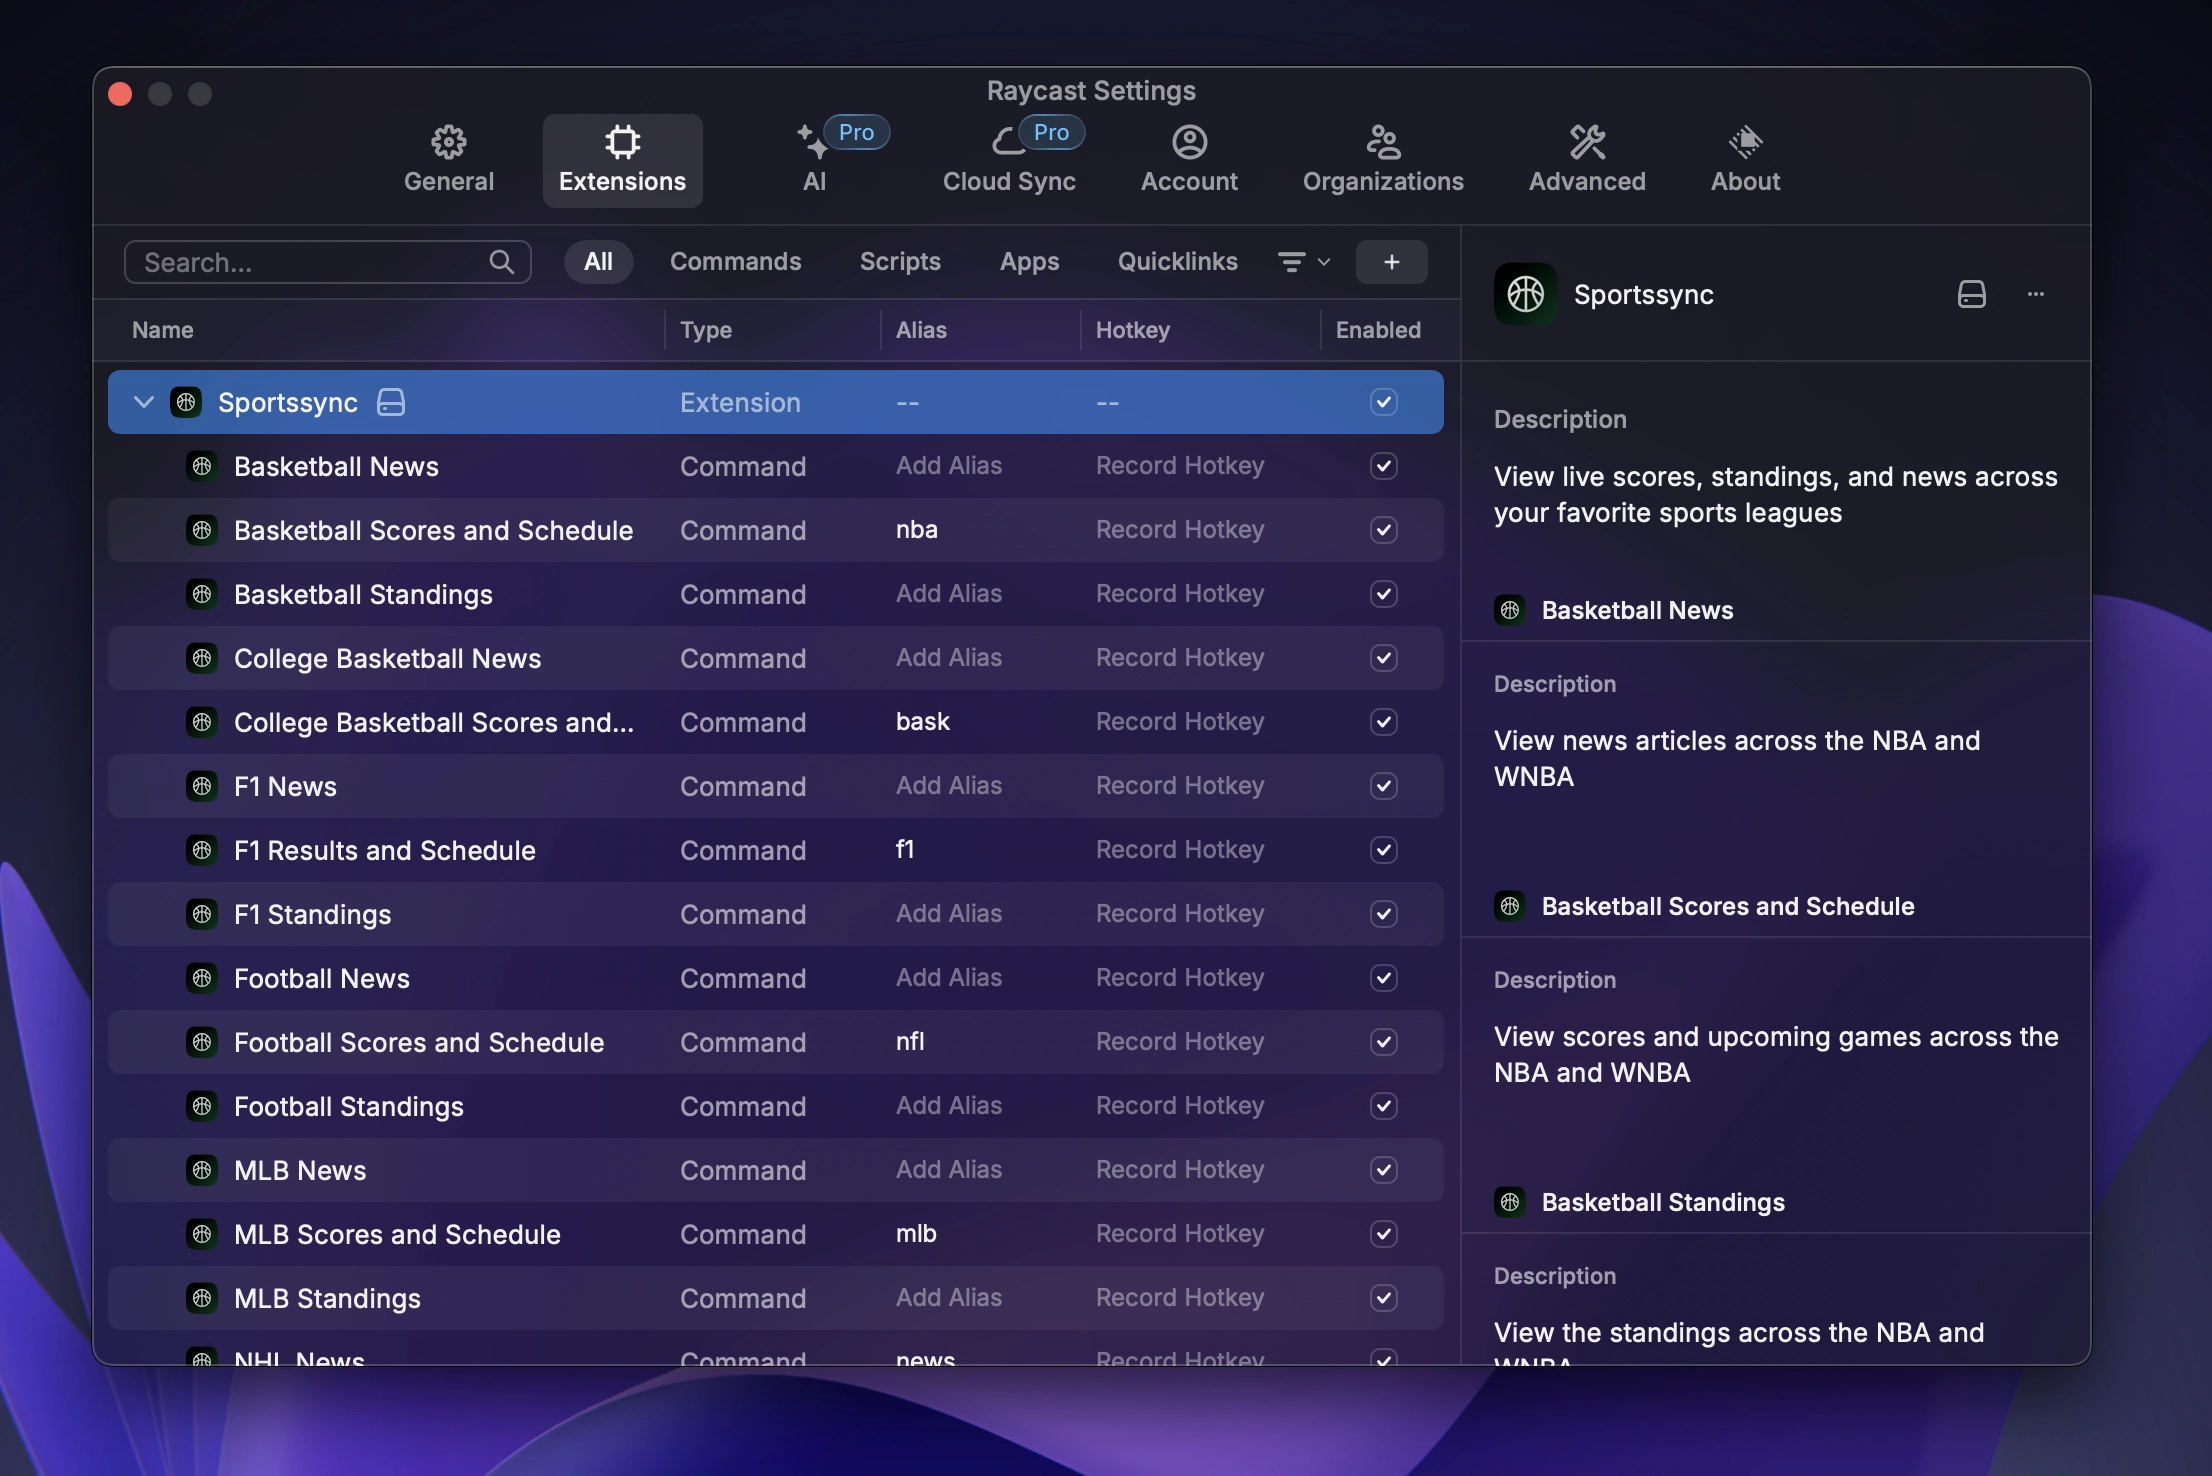 Raycast Settings
General
Extensions
Pro
AI
Pro
Cloud Sync
Account
Organizations
Advanced
About
Search...
All
Commands
Scripts
Apps
Quicklinks
+
Name Type Alias Hotkey Enabled
Sportssync Extension -- --
Basketball News Command Add Alias Record Hotkey
Basketball Scores and Schedule Command nba Record Hotkey
Basketball Standings Command Add Alias Record Hotkey
College Basketball News Command Add Alias Record Hotkey
College Basketball Scores and... Command bask Record Hotkey
F1 News Command Add Alias Record Hotkey
F1 Results and Schedule Command f1 Record Hotkey
F1 Standings Command Add Alias Record Hotkey
Football News Command Add Alias Record Hotkey
Football Scores and Schedule Command nfl Record Hotkey
Football Standings Command Add Alias Record Hotkey
MLB News Command Add Alias Record Hotkey
MLB Scores and Schedule Command mlb Record Hotkey
MLB Standings Command Add Alias Record Hotkey
NHL News Command news Record Hotkey
Sportssync
Description
View live scores, standings, and news across
your favorite sports leagues
Basketball News
Description
View news articles across the NBA and
WNBA
Basketball Scores and Schedule
Description
View scores and upcoming games across the
NBA and WNBA
Basketball Standings
Description
View the standings across the NBA and
WNBA